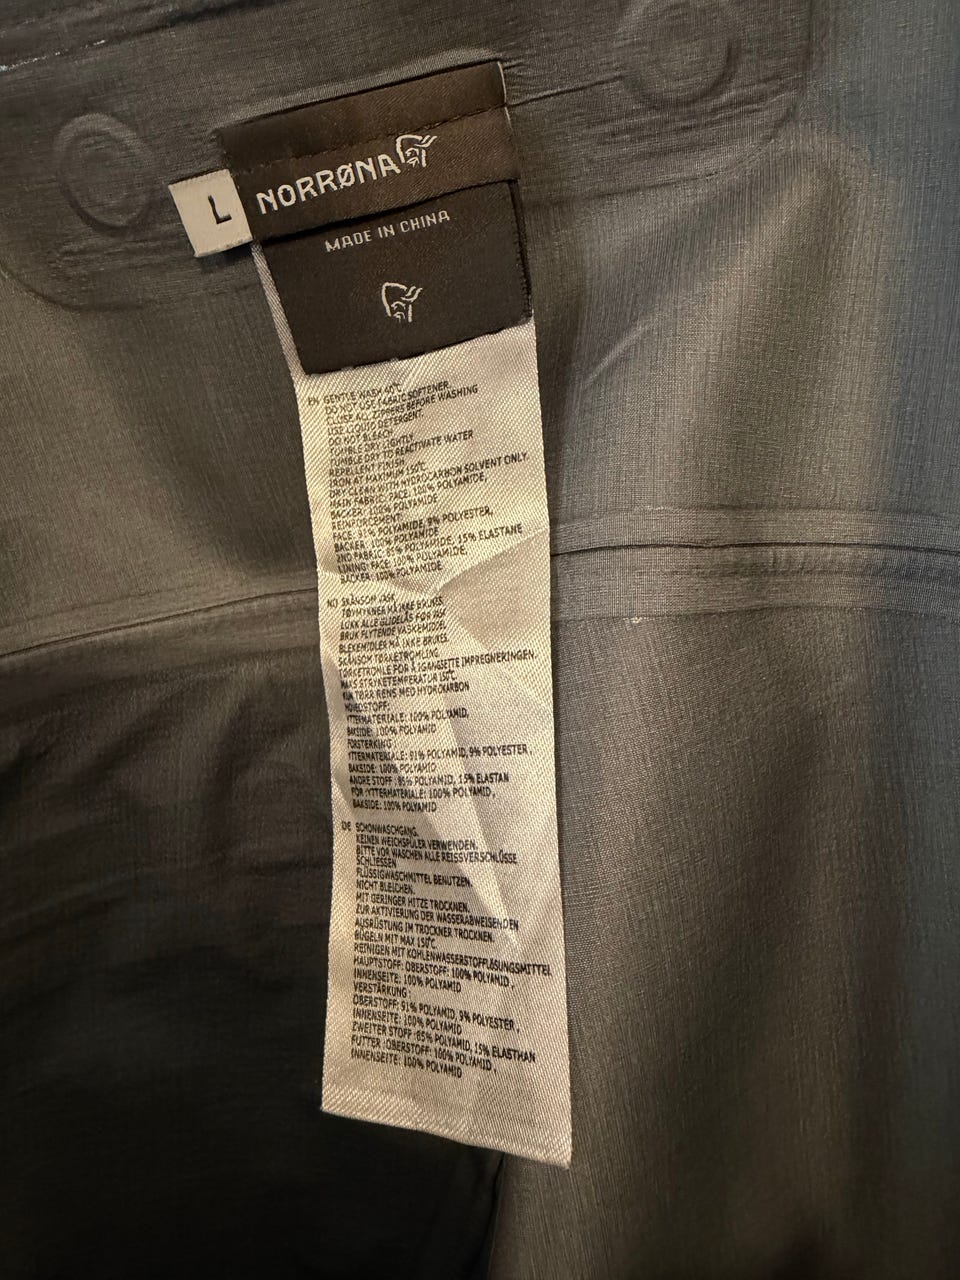 L
NORRØNA
MADE IN CHINA
EN GENTLE WASH 40°C
DO NOT USE FABRIC SOFTENER.
CLOSE ALL ZIPPERS BEFORE WASHING
USE LIQUID DETERGENT.
DO NOT BLEACH.
TUMBLE DRY LIGHTLY
TUMBLE DRY TO REACTIVATE WATER
REPELLENT FINISH
IRON AT MAXIMUM 150°C
DRY CLEAN WITH HYDROCARBON SOLVENT ONLY.
MAIN FABRIC: FACE: 100% POLYAMIDE,
BACKER: 100% POLYAMIDE
REINFORCEMENT:
FACE: 91% POLYAMIDE, 9% POLYESTER,
BACKER: 100% POLYAMIDE
2ND FABRIC: 85% POLYAMIDE, 15% ELASTANE
LINING: FACE: 100% POLYAMIDE,
BACKER: 100% POLYAMIDE
NO SKÅNSOM VASK
TØYMYKNER MÅ IKKE BRUKES.
LUKK ALLE GLIDELÅS FØR VASK
BRUK FLYTENDE VASKEMIDDEL
BLEKEMIDLER MÅ IKKE BRUKES.
SKÅNSOM TØRKETROMLING
TØRKETROMLE FOR Å IGANGSETTE IMPREGNERINGEN.
MAKS STRYKETEMPERATUR 150°C
KUN TØRR RENS MED HYDROKARBON
HOVEDSTOFF:
YTTERMATERIALE: 100% POLYAMID,
BAKSIDE: 100% POLYAMID
FORSTERKING
YTTERMATERIALE: 91% POLYAMID, 9% POLYESTER,
BAKSIDE: 100% POLYAMID
ANDRE STOFF: 85% POLYAMID, 15% ELASTAN
FÔR :YTTERMATERIALE: 100% POLYAMID,
BAKSIDE: 100% POLYAMID
DE SCHONWASCHGANG.
KEINEN WEICHSPÜLER VERWENDEN.
BITTE VOR WASCHEN ALLE REISSVERSCHLÜSSE
SCHLIESSEN
FLÜSSIGWASCHMITTEL BENUTZEN.
NICHT BLEICHEN.
MIT GERINGER HITZE TROCKNEN.
ZUR AKTIVIERUNG DER WASSERABWEISENDEN
AUSRÜSTUNG IM TROCKNER TROCKNEN.
BÜGELN MIT MAX 150°C
REINIGEN MIT KOHLENWASSERSTOFFLÖSUNGSMITTEL
HAUPTSTOFF: OBERSTOFF: 100% POLYAMID,
INNENSEITE: 100% POLYAMID
VERSTÄRKUNG:
OBERSTOFF: 91% POLYAMID, 9% POLYESTER,
INNENSEITE: 100% POLYAMID
ZWEITER STOFF :85% POLYAMID, 15% ELASTHAN
FUTTER :OBERSTOFF: 100% POLYAMID,
INNENSEITE: 100% POLYAMID